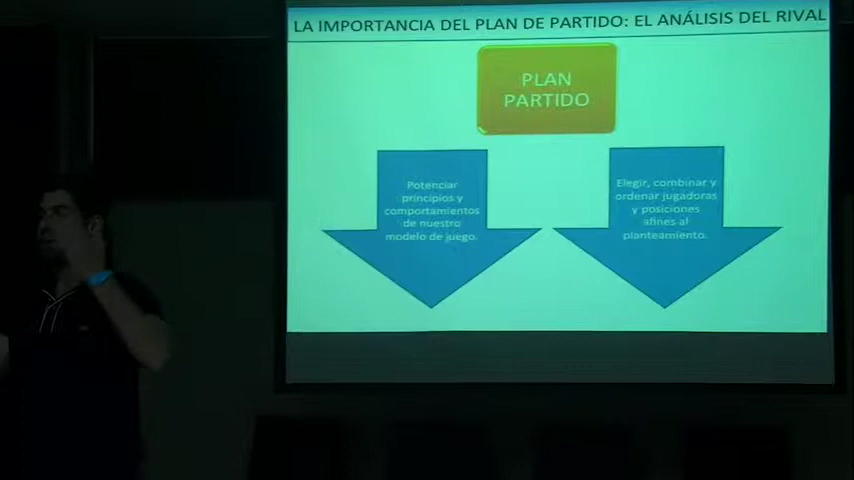 LA IMPORTANCIA DEL PLAN DE PARTIDO: EL ANÁLISIS DEL RIVAL
PLAN
PARTIDO
Potenciar
principios y
comportamientos
de nuestro
modelo de juego.
Elegir, combinar y
ordenar jugadoras
y posiciones
afines al
planteamiento.